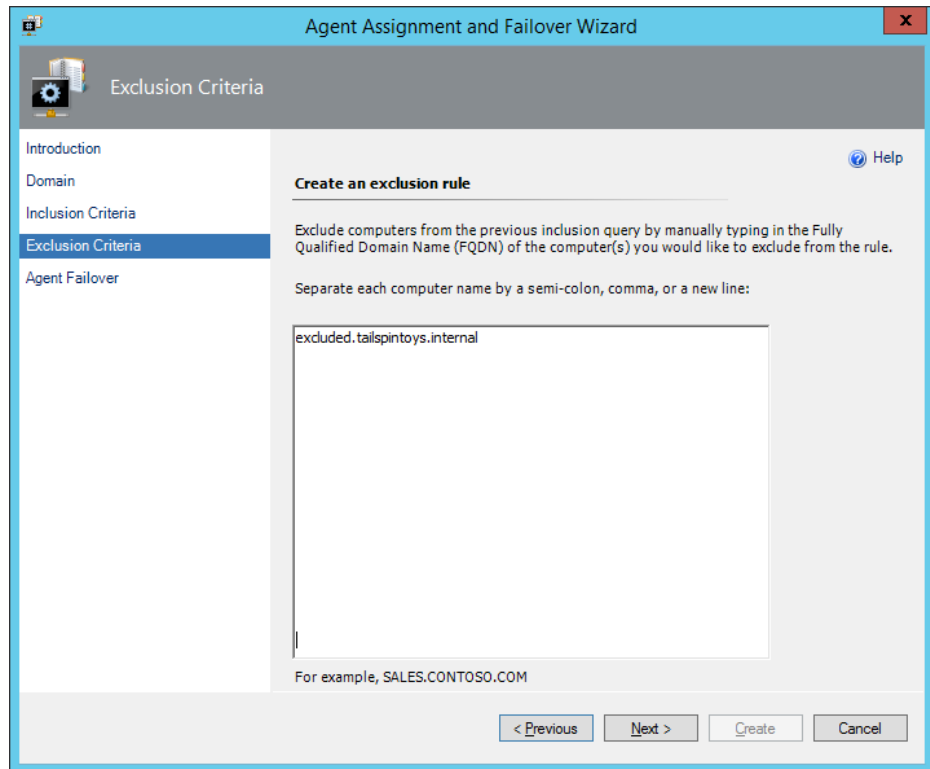 Agent Assignment and Failover Wizard
x
Exclusion Criteria
Introduction
Domain
Inclusion Criteria
Exclusion Criteria
Agent Failover
Help
Create an exclusion rule
Exclude computers from the previous inclusion query by manually typing in the Fully
Qualified Domain Name (FQDN) of the computer(s) you would like to exclude from the rule.
Separate each computer name by a semi-colon, comma, or a new line:
excluded.tailspintoys.internal
For example, SALES.CONTOSO.COM
< Previous
Next >
Create
Cancel